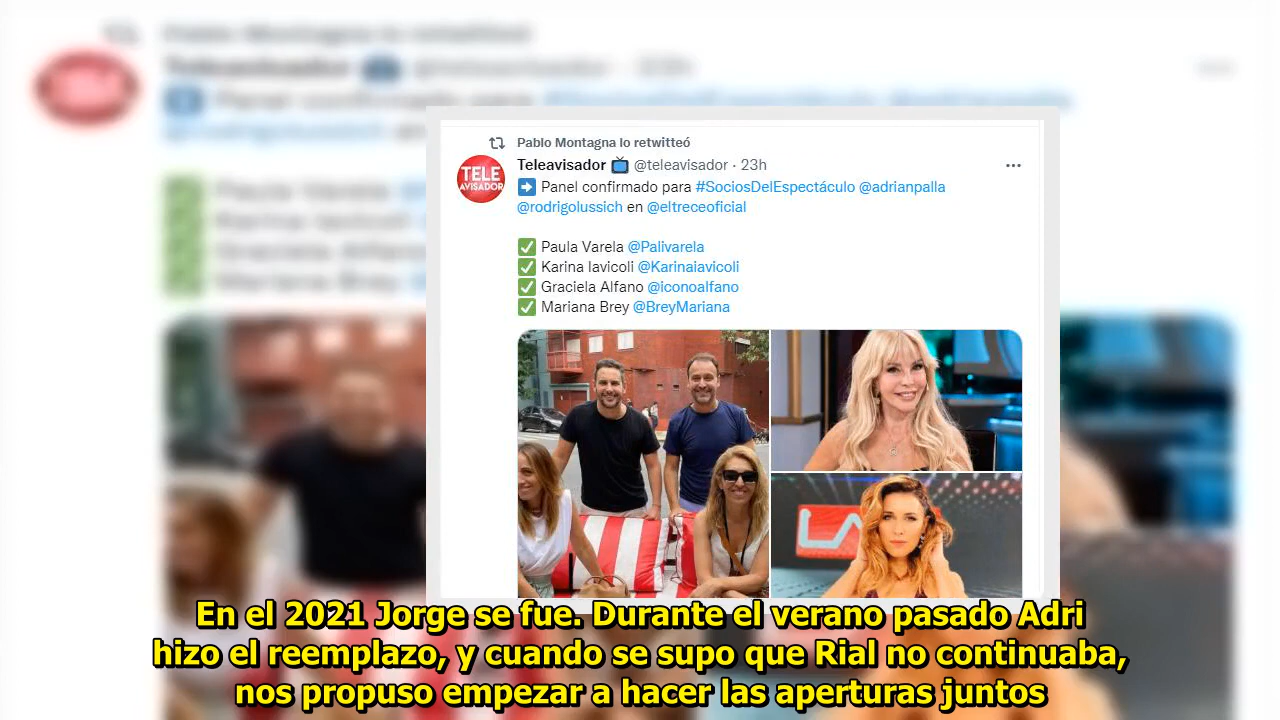 Pablo Montagna lo retwitteó
Teleavisador @teleavisador · 23h
TELE
AVISADOR
Panel confirmado para #SociosDelEspectáculo @adrianpalla
@rodrigolussich en @eltreceoficial
Paula Varela @Palivarela
Karina Iavicoli @Karinaiavicoli
Graciela Alfano @iconoalfano
Mariana Brey @BreyMariana
En el 2021 Jorge se fue. Durante el verano pasado Adri
hizo el reemplazo, y cuando se supo que Rial no continuaba,
nos propuso empezar a hacer las aperturas juntos